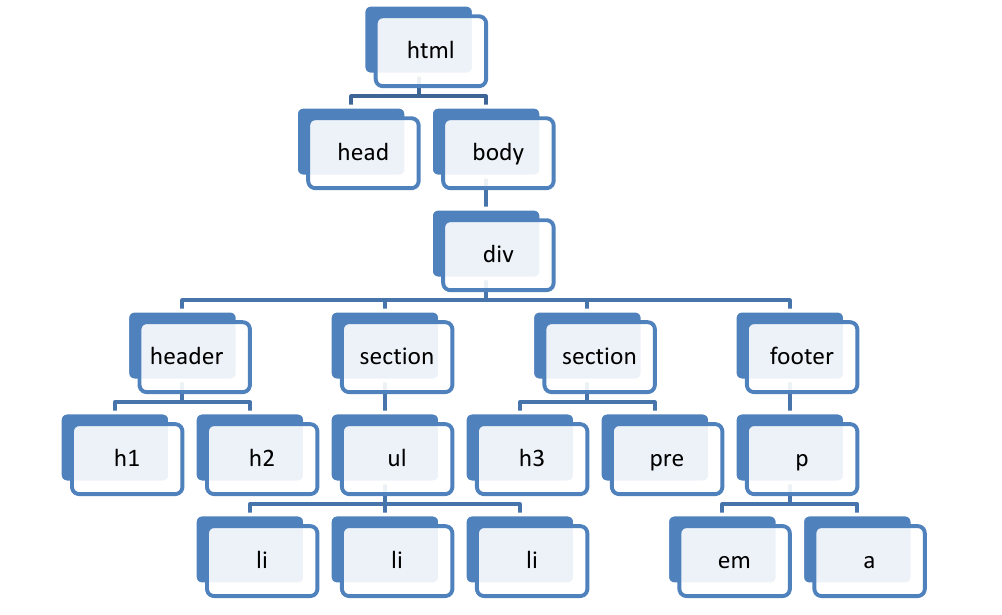 html
head
body
div
header
section
section
footer
h1
h2
ul
h3
pre
p
li
li
li
em
a